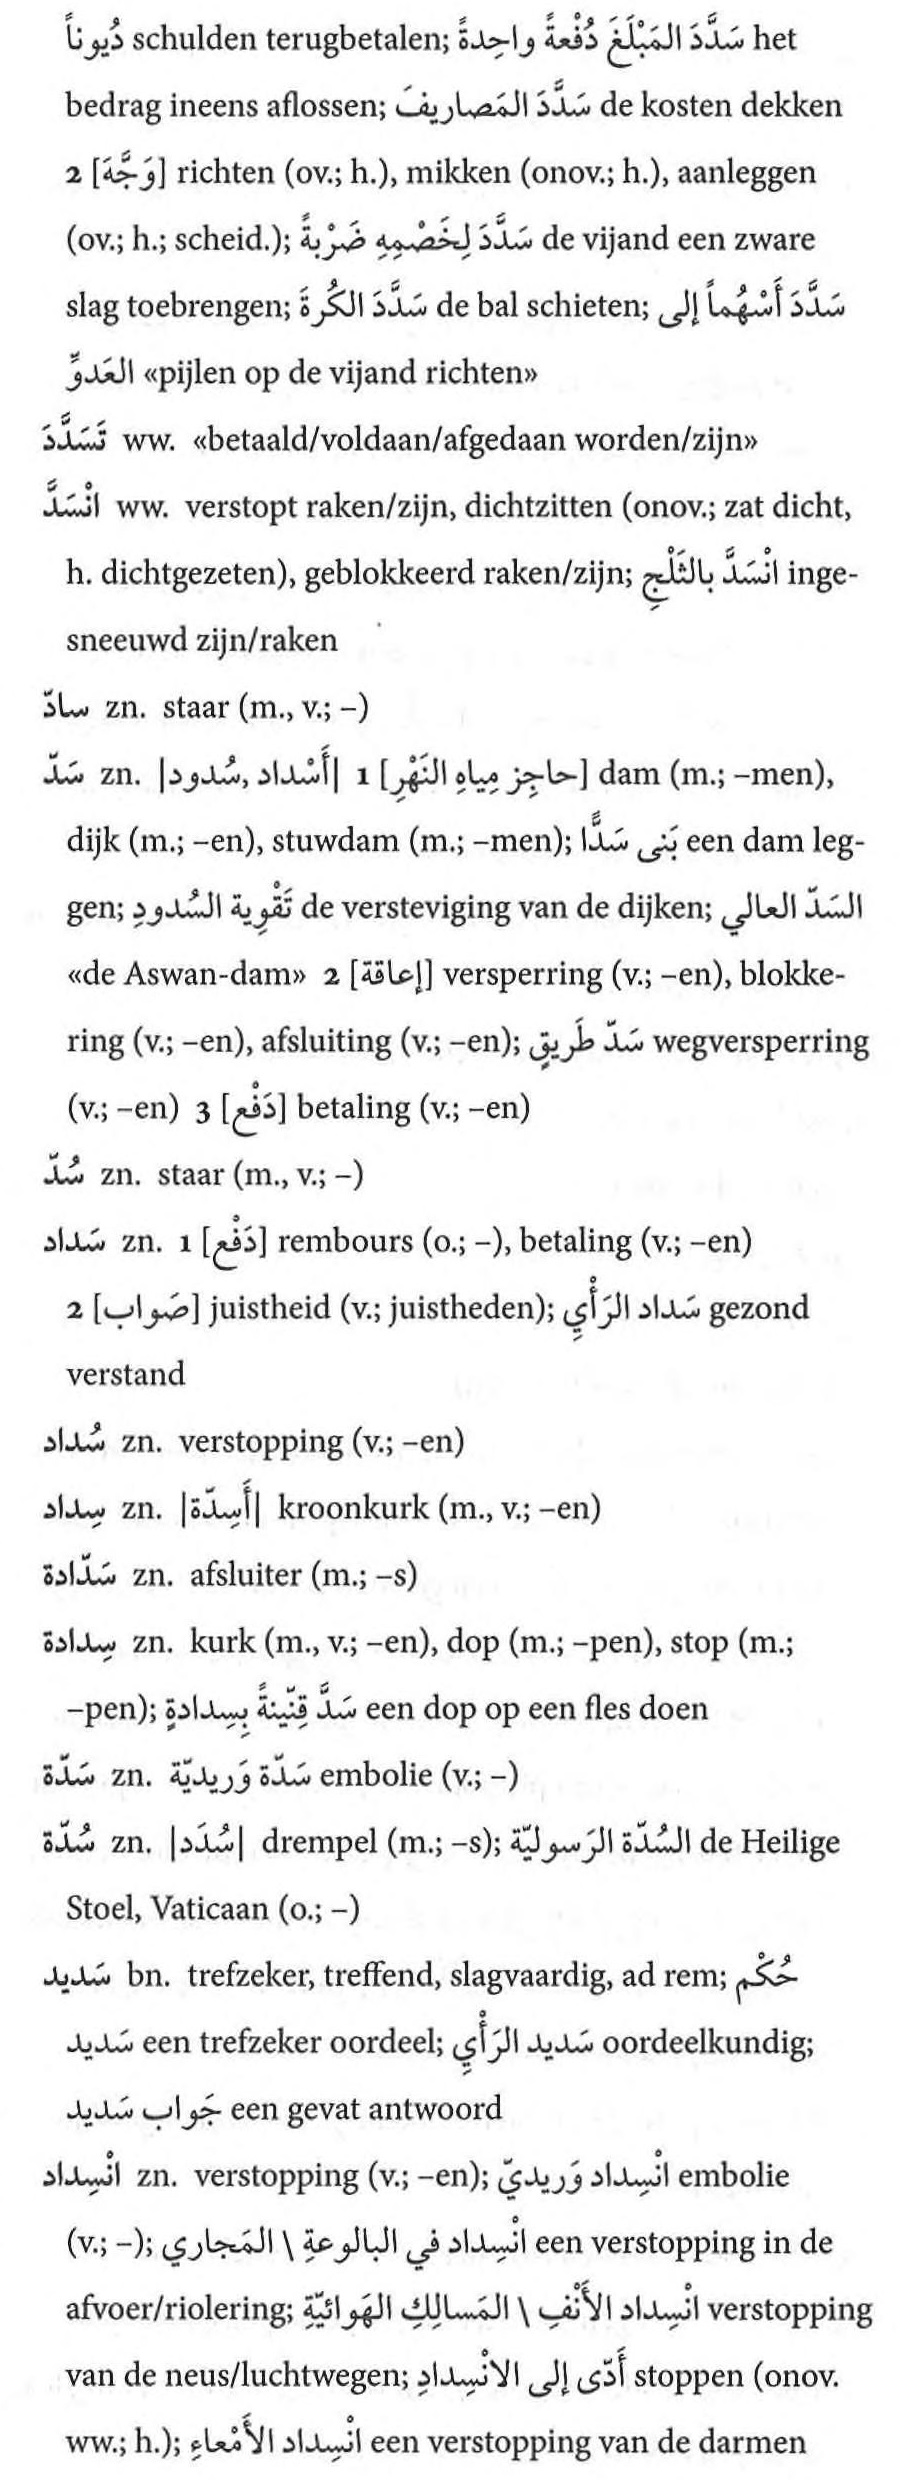 دُيوناً schulden terugbetalen; سَدَّدَ المَبْلَغَ دُفْعةً واحِدةً het
bedrag ineens aflossen; سَدَّدَ المَصاريفَ de kosten dekken
2 [وَجَّهَ] richten (ov.; h.), mikken (onov.; h.), aanleggen
(ov.; h.; scheid.); سَدَّدَ لِخَصْمِهِ ضَرْبةً de vijand een zware
slag toebrengen; سَدَّدَ الكُرةَ de bal schieten; سَدَّدَ أَسْهُماً إلى
العَدوِّ «pijlen op de vijand richten»
تَسَدَّدَ ww. «betaald/voldaan/afgedaan worden/zijn»
انْسَدَّ ww. verstopt raken/zijn, dichtzitten (onov.; zat dicht,
h. dichtgezeten), geblokkeerd raken/zijn; انْسَدَّ بالثَلْجِ inge-
sneeuwd zijn/raken
سادّ zn. staar (m., v.; –)
سَدّ zn. |أَسْداد, سُدود| 1 [حاجِز مِياهِ النَهْرِ] dam (m.; –men),
dijk (m.; –en), stuwdam (m.; –men); بَنى سَدًّا een dam leg-
gen; تَقْوِية السُدودِ de versteviging van de dijken; السَدّ العالي
«de Aswan-dam» 2 [إعاقة] versperring (v.; –en), blokke-
ring (v.; –en), afsluiting (v.; –en); سَدّ طَريقٍ wegversperring
(v.; –en) 3 [دَفْع] betaling (v.; –en)
سُدّ zn. staar (m., v.; –)
سَداد zn. 1 [دَفْع] rembours (o.; –), betaling (v.; –en)
2 [صَواب] juistheid (v.; juistheden); سَداد الرَأْيِ gezond
verstand
سُداد zn. verstopping (v.; –en)
سِداد zn. |أَسِدّة| kroonkurk (m., v.; –en)
سَدّادة zn. afsluiter (m.; –s)
سِدادة zn. kurk (m., v.; –en), dop (m.; –pen), stop (m.;
–pen); سَدَّ قِنّينةً بِسِدادةٍ een dop op een fles doen
سَدّة zn. سَدّة وَريديّة embolie (v.; –)
سُدّة zn. |سُدَد| drempel (m.; –s); السُدّة الرَسوليّة de Heilige
Stoel, Vaticaan (o.; –)
سَديد bn. trefzeker, treffend, slagvaardig, ad rem; حُكْم
سَديد een trefzeker oordeel; سَديد الرَأْيِ oordeelkundig;
جَواب سَديد een gevat antwoord
انْسِداد zn. verstopping (v.; –en); انْسِداد وَريديّ embolie
(v.; –); انْسِداد في البالوعةِ \ المَجاري een verstopping in de
afvoer/riolering; انْسِداد الأَنْفِ \ المَسالِكِ الهَوائيّةِ verstopping
van de neus/luchtwegen; أَدّى إلى الانْسِدادِ stoppen (onov.
ww.; h.); انْسِداد الأَمْعاءِ een verstopping van de darmen